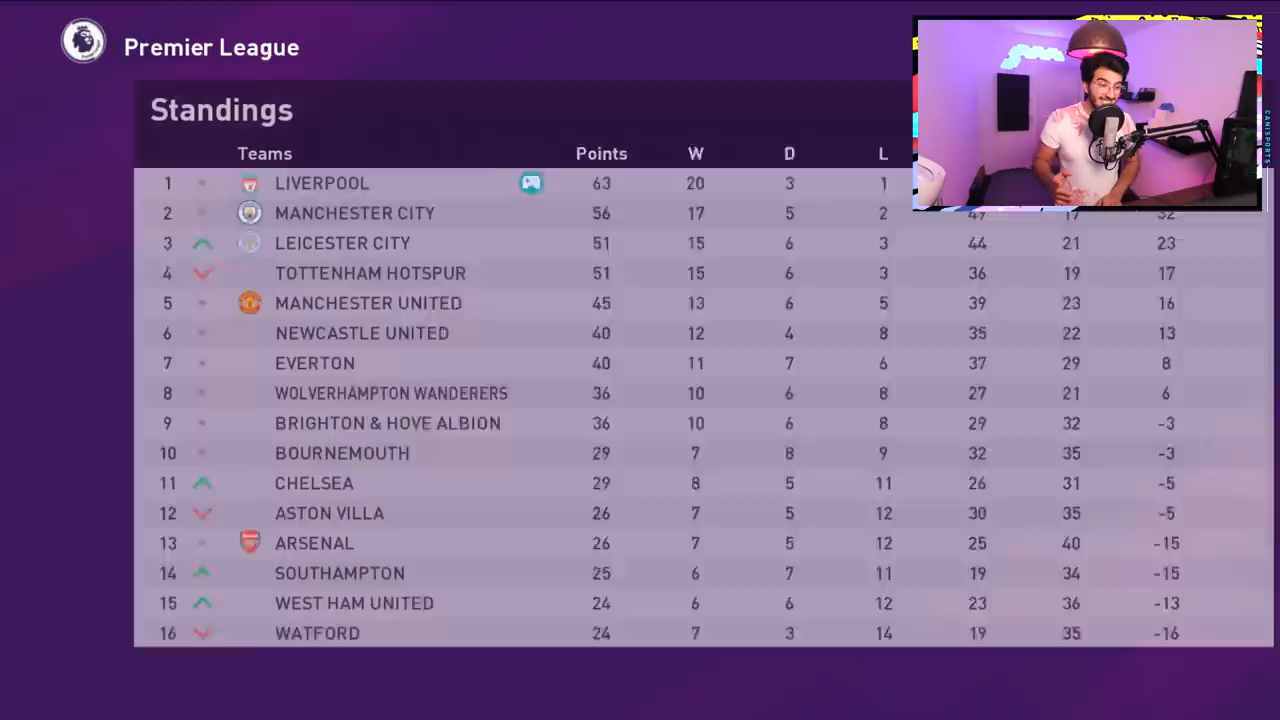 Premier League
Standings
Teams Points W D L
1 LIVERPOOL 63 20 3 1
2 MANCHESTER CITY 56 17 5 2 49 17 32
3 LEICESTER CITY 51 15 6 3 44 21 23
4 TOTTENHAM HOTSPUR 51 15 6 3 36 19 17
5 MANCHESTER UNITED 45 13 6 5 39 23 16
6 NEWCASTLE UNITED 40 12 4 8 35 22 13
7 EVERTON 40 11 7 6 37 29 8
8 WOLVERHAMPTON WANDERERS 36 10 6 8 27 21 6
9 BRIGHTON & HOVE ALBION 36 10 6 8 29 32 -3
10 BOURNEMOUTH 29 7 8 9 32 35 -3
11 CHELSEA 29 8 5 11 26 31 -5
12 ASTON VILLA 26 7 5 12 30 35 -5
13 ARSENAL 26 7 5 12 25 40 -15
14 SOUTHAMPTON 25 6 7 11 19 34 -15
15 WEST HAM UNITED 24 6 6 12 23 36 -13
16 WATFORD 24 7 3 14 19 35 -16
CANISPORTS